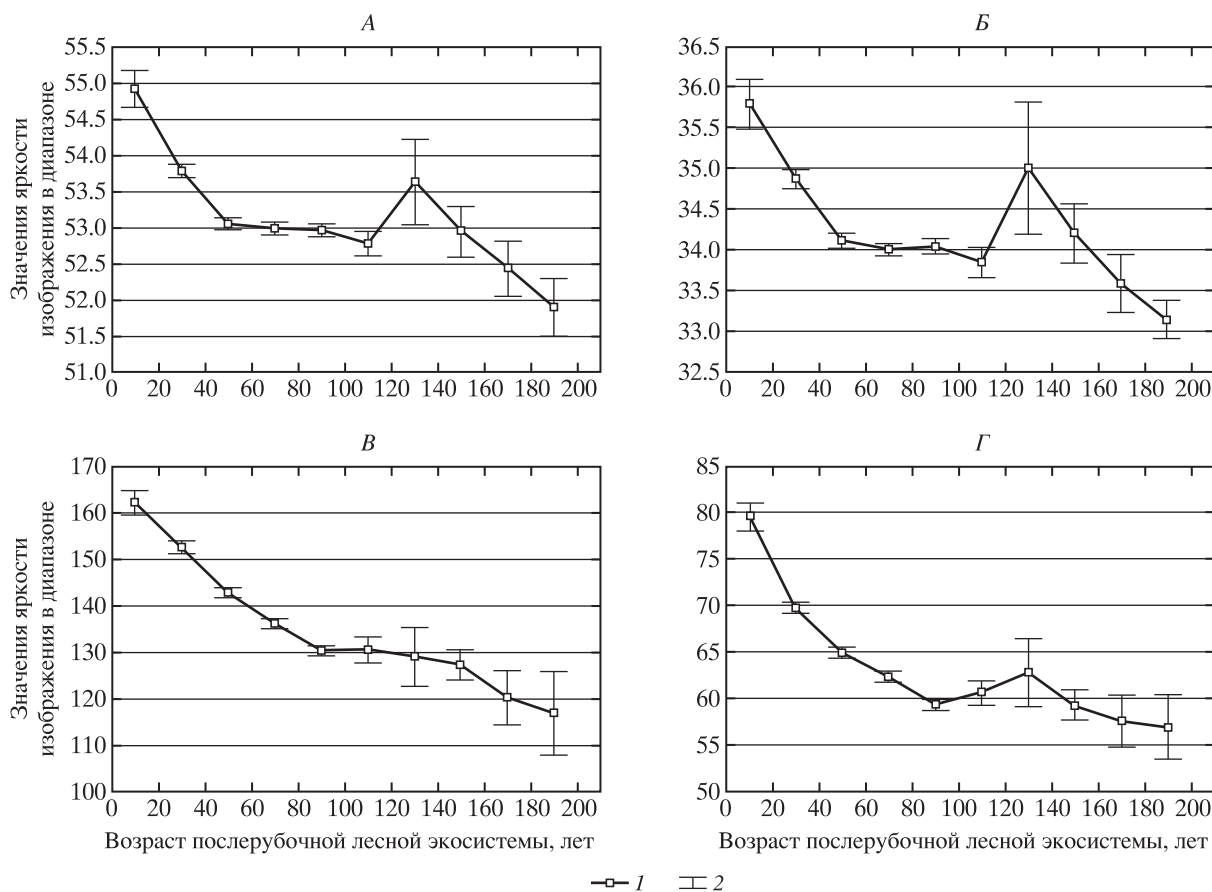 А
Б
Значения яркости
изображения в диапазоне
55.5
55.0
54.5
54.0
53.5
53.0
52.5
52.0
51.5
51.0
0 20 40 60 80 100 120 140 160 180 200
36.5
36.0
35.5
35.0
34.5
34.0
33.5
33.0
32.5
0 20 40 60 80 100 120 140 160 180 200
В
Г
Значения яркости
изображения в диапазоне
170
160
150
140
130
120
110
100
0 20 40 60 80 100 120 140 160 180 200
Возраст послерубочной лесной экосистемы, лет
85
80
75
70
65
60
55
50
0 20 40 60 80 100 120 140 160 180 200
Возраст послерубочной лесной экосистемы, лет
1 2